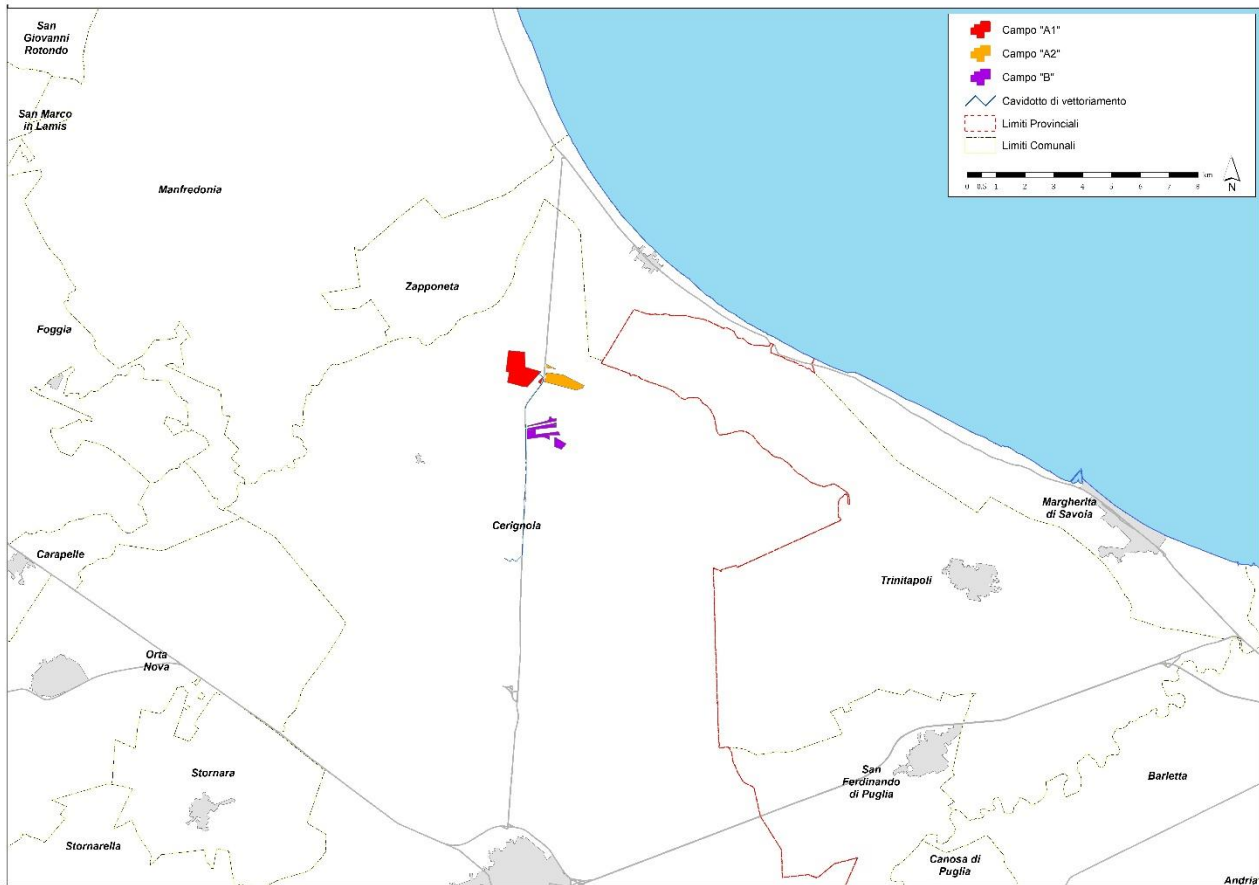 San
Giovanni
Rotondo
San Marco
in Lamis
Manfredonia
Zapponeta
Foggia
Carapelle
Cerignola
Orta
Nova
Stornara
Stornarella
Margherita
di Savoia
Trinitapoli
San
Ferdinando
di Puglia
Barletta
Canosa di
Puglia
Andria
Campo "A1"
Campo "A2"
Campo "B"
Cavidotto di vettoriamento
Limiti Provinciali
Limiti Comunali
0 0,5 1 2 3 4 5 6 7 8 km
N